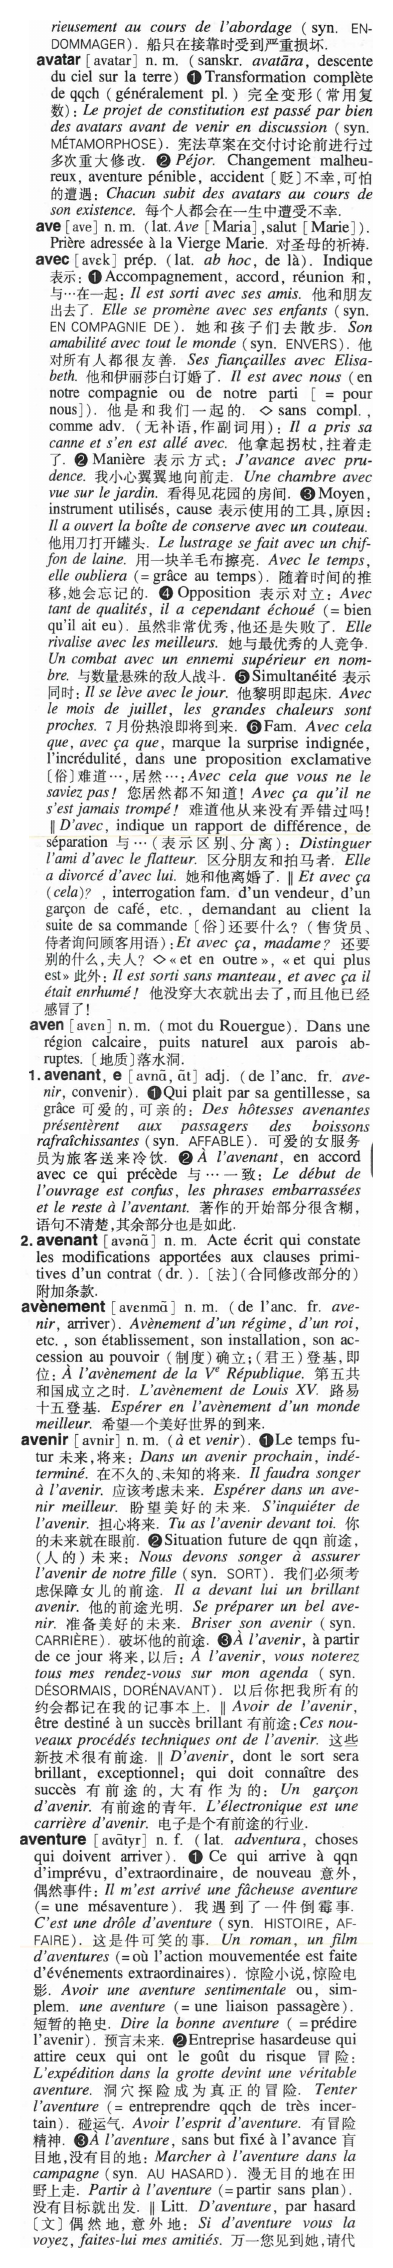 rieusement au cours de l'abordage ( syn. EN-
DOMMAGER). 船只在接靠时受到严重损坏.
avatar [avatar] n. m. (sanskr. avatāra, descente
du ciel sur la terre) ❶ Transformation complète
de qqch ( généralement pl. ) 完全变形(常用复
数): Le projet de constitution est passé par bien
des avatars avant de venir en discussion (syn.
MÉTAMORPHOSE). 宪法草案在交付讨论前进行过
多次重大修改. ❷ Péjor. Changement malheu-
reux, aventure pénible, accident [贬]不幸,可怕
的遭遇: Chacun subit des avatars au cours de
son existence. 每个人都会在一生中遭受不幸.
ave [ave] n. m. (lat. Ave [Maria],salut [Marie]).
Prière adressée à la Vierge Marie. 对圣母的祈祷.
avec [avɛk] prép. (lat. ab hoc, de là). Indique
表示: ❶ Accompagnement, accord, réunion 和,
与…在一起: Il est sorti avec ses amis. 他和朋友
出去了. Elle se promène avec ses enfants (syn.
EN COMPAGNIE DE). 她和孩子们去散步. Son
amabilité avec tout le monde (syn. ENVERS). 他
对所有人都很友善. Ses fiançailles avec Elisa-
beth. 他和伊丽莎白订婚了. Il est avec nous (en
notre compagnie ou de notre parti [ = pour
nous]). 他是和我们一起的. ◇ sans compl. ,
comme adv. (无补语,作副词用): Il a pris sa
canne et s'en est allé avec. 他拿起拐杖,拄着走
了. ❷ Manière 表示方式: J'avance avec pru-
dence. 我小心翼翼地向前走. Une chambre avec
vue sur le jardin. 看得见花园的房间. ❸ Moyen,
instrument utilisés, cause 表示使用的工具,原因:
Il a ouvert la boîte de conserve avec un couteau.
他用刀打开罐头. Le lustrage se fait avec un chif-
fon de laine. 用一块羊毛布擦亮. Avec le temps,
elle oubliera (= grâce au temps). 随着时间的推
移,她会忘记的. ❹ Opposition 表示对立: Avec
tant de qualités, il a cependant échoué (= bien
qu'il ait eu). 虽然非常优秀,他还是失败了. Elle
rivalise avec les meilleurs. 她与最优秀的人竞争.
Un combat avec un ennemi supérieur en nom-
bre. 与数量悬殊的敌人战斗. ❺ Simultanéité 表示
同时: Il se lève avec le jour. 他黎明即起床. Avec
le mois de juillet, les grandes chaleurs sont
proches. 7月份热浪即将到来. ❻ Fam. Avec cela
que, avec ça que, marque la surprise indignée,
l'incrédulité, dans une proposition exclamative
[俗]难道…,居然…: Avec cela que vous ne le
saviez pas! 您居然都不知道! Avec ça qu'il ne
s'est jamais trompé! 难道他从来没有弄错过吗!
‖ D'avec, indique un rapport de différence, de
séparation 与…(表示区别、分离): Distinguer
l'ami d'avec le flatteur. 区分朋友和拍马者. Elle
a divorcé d'avec lui. 她和他离婚了. ‖ Et avec ça
(cela)? , interrogation fam. d'un vendeur, d'un
garçon de café, etc. , demandant au client la
suite de sa commande [俗]还要什么? (售货员、
侍者询问顾客用语): Et avec ça, madame? 还要
别的什么,夫人? ◇ « et en outre », « et qui plus
est» 此外: Il est sorti sans manteau, et avec ça il
était enrhumé! 他没穿大衣就出去了,而且他已经
感冒了!
aven [avɛn] n. m. (mot du Rouergue). Dans une
région calcaire, puits naturel aux parois ab-
ruptes. [地质]落水洞.
1. avenant, e [avnã, ãt] adj. (de l'anc. fr. ave-
nir, convenir). ❶ Qui plait par sa gentillesse, sa
grâce 可爱的,可亲的: Des hôtesses avenantes
présentèrent aux passagers des boissons
rafraîchissantes (syn. AFFABLE). 可爱的女服务
员为旅客送来冷饮. ❷ À l'avenant, en accord
avec ce qui précède 与…一致: Le début de
l'ouvrage est confus, les phrases embarrassées
et le reste à l'aventant. 著作的开始部分很含糊,
语句不清楚,其余部分也是如此.
2. avenant [avənã] n. m. Acte écrit qui constate
les modifications apportées aux clauses primi-
tives d'un contrat (dr.). [法](合同修改部分的)
附加条款.
avènement [avɛnmã] n. m. (de l'anc. fr. ave-
nir, arriver). Avènement d'un régime, d'un roi,
etc. , son établissement, son installation, son ac-
cession au pouvoir (制度)确立;(君王)登基,即
位: À l'avènement de la Vᵉ République. 第五共
和国成立之时. L'avènement de Louis XV. 路易
十五登基. Espérer en l'avènement d'un monde
meilleur. 希望一个美好世界的到来.
avenir [avnir] n. m. (à et venir). ❶ Le temps fu-
tur 未来,将来: Dans un avenir prochain, indé-
terminé. 在不久的、未知的将来. Il faudra songer
à l'avenir. 应该考虑未来. Espérer dans un ave-
nir meilleur. 盼望美好的未来. S'inquiéter de
l'avenir. 担心将来. Tu as l'avenir devant toi. 你
的未来就在眼前. ❷ Situation future de qqn 前途,
(人的)未来: Nous devons songer à assurer
l'avenir de notre fille (syn. SORT). 我们必须考
虑保障女儿的前途. Il a devant lui un brillant
avenir. 他的前途光明. Se préparer un bel ave-
nir. 准备美好的未来. Briser son avenir (syn.
CARRIÈRE). 破坏他的前途. ❸ À l'avenir, à partir
de ce jour 将来,以后: À l'avenir, vous noterez
tous mes rendez-vous sur mon agenda (syn.
DÉSORMAIS, DORÉNAVANT). 以后你把我所有的
约会都记在我的记事本上. ‖ Avoir de l'avenir,
être destiné à un succès brillant 有前途: Ces nou-
veaux procédés techniques ont de l'avenir. 这些
新技术很有前途. ‖ D'avenir, dont le sort sera
brillant, exceptionnel; qui doit connaître des
succès 有前途的,大有作为的: Un garçon
d'avenir. 有前途的青年. L'électronique est une
carrière d'avenir. 电子是个有前途的行业.
aventure [avãtyr] n. f. (lat. adventura, choses
qui doivent arriver). ❶ Ce qui arrive à qqn
d'imprévu, d'extraordinaire, de nouveau 意外,
偶然事件: Il m'est arrivé une fâcheuse aventure
(= une mésaventure). 我遇到了一件倒霉事.
C'est une drôle d'aventure (syn. HISTOIRE, AF-
FAIRE). 这是件可笑的事. Un roman, un film
d'aventures (= où l'action mouvementée est faite
d'événements extraordinaires). 惊险小说,惊险电
影. Avoir une aventure sentimentale ou, sim-
plem. une aventure (= une liaison passagère).
短暂的艳史. Dire la bonne aventure ( = prédire
l'avenir). 预言未来. ❷ Entreprise hasardeuse qui
attire ceux qui ont le goût du risque 冒险:
L'expédition dans la grotte devint une véritable
aventure. 洞穴探险成为真正的冒险. Tenter
l'aventure (= entreprendre qqch de très incer-
tain). 碰运气. Avoir l'esprit d'aventure. 有冒险
精神. ❸ À l'aventure, sans but fixé à l'avance 盲
目地,没有目的地: Marcher à l'aventure dans la
campagne (syn. AU HASARD). 漫无目的地在田
野上走. Partir à l'aventure (= partir sans plan).
没有目标就出发. ‖ Litt. D'aventure, par hasard
[文]偶然地,意外地: Si d'aventure vous la
voyez, faites-lui mes amitiés. 万一您见到她,请代